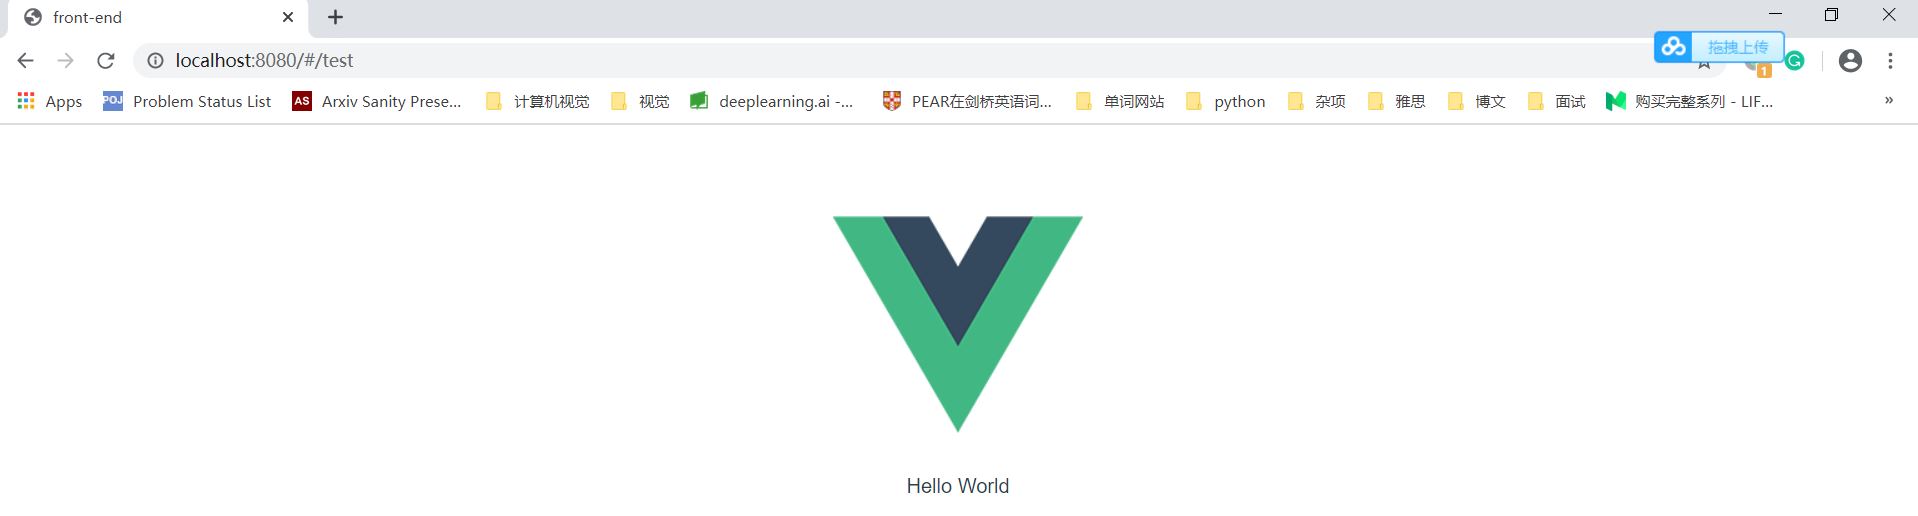 front-end
localhost:8080/#/test
拖拽上传
1
Apps POJ Problem Status List AS Arxiv Sanity Prese... 计算机视觉 视觉 deeplearning.ai -... PEAR在剑桥英语词... 单词网站 python 杂项 雅思 博文 面试 购买完整系列 - LIF... »
Hello World